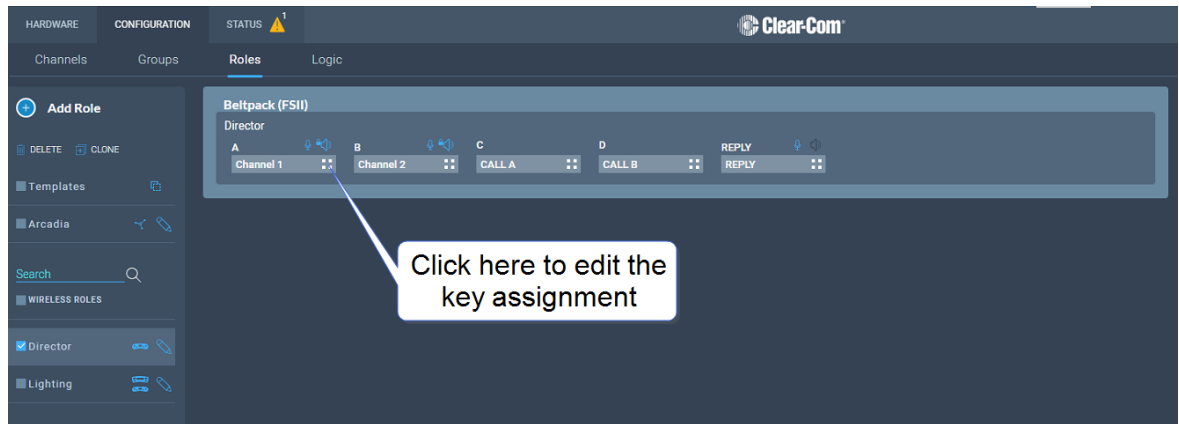 HARDWARE CONFIGURATION STATUS 1 Clear-Com
Channels Groups Roles Logic
Add Role
DELETE CLONE
Templates
Arcadia
Search
WIRELESS ROLES
Director
Lighting
Beltpack (FSII)
Director
A B C D REPLY
Channel 1 Channel 2 CALL A CALL B REPLY
Click here to edit the
key assignment